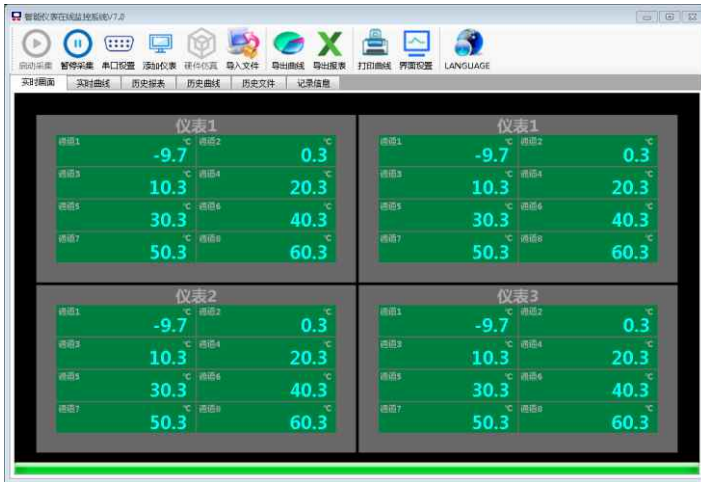 智能仪表在线监控系统V7.0
启动采集 暂停采集 串口设置 添加仪表 硬件仿真 导入文件 导出曲线 导出报表 打印曲线 界面设置 LANGUAGE
实时画面 实时曲线 历史报表 历史曲线 历史文件 记录信息
仪表1
通道1 ℃ 通道2 ℃
-9.7 0.3
通道3 ℃ 通道4 ℃
10.3 20.3
通道5 ℃ 通道6 ℃
30.3 40.3
通道7 ℃ 通道8 ℃
50.3 60.3
仪表1
通道1 ℃ 通道2 ℃
-9.7 0.3
通道3 ℃ 通道4 ℃
10.3 20.3
通道5 ℃ 通道6 ℃
30.3 40.3
通道7 ℃ 通道8 ℃
50.3 60.3
仪表2
通道1 ℃ 通道2 ℃
-9.7 0.3
通道3 ℃ 通道4 ℃
10.3 20.3
通道5 ℃ 通道6 ℃
30.3 40.3
通道7 ℃ 通道8 ℃
50.3 60.3
仪表3
通道1 ℃ 通道2 ℃
-9.7 0.3
通道3 ℃ 通道4 ℃
10.3 20.3
通道5 ℃ 通道6 ℃
30.3 40.3
通道7 ℃ 通道8 ℃
50.3 60.3